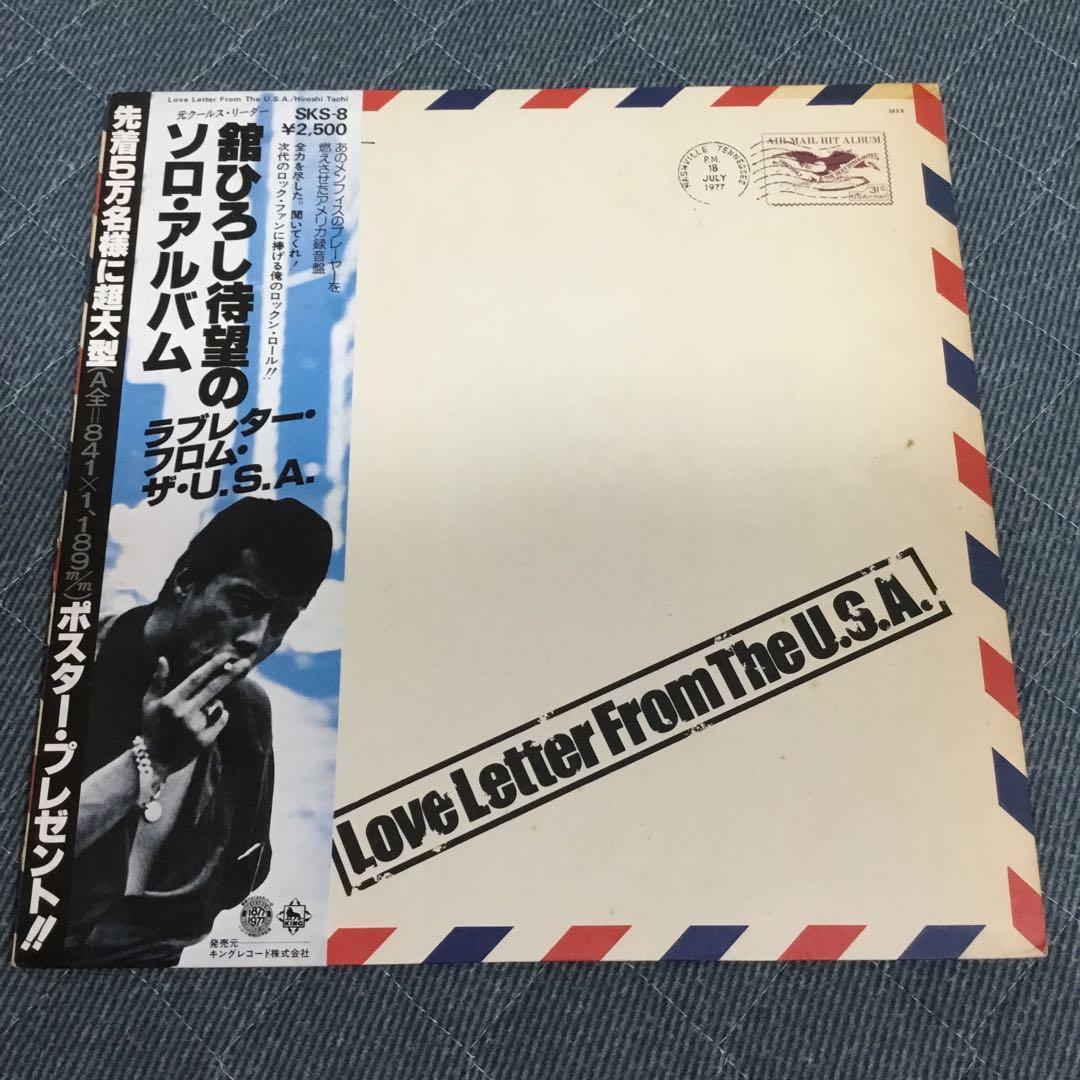 Love Letter From The U.S.A./Hiroshi Tachi
元クールス・リーダー
SKS-8
¥2,500
舘ひろし待望の
ソロ・アルバム
ラブレター・
フロム・
ザ・U.S.A.
あのメンフィスのプレーヤーを
燃えさせたアメリカ録音盤
全力を尽した。聞いてくれ!
次代のロック・ファンに捧げる俺のロックン・ロール!!
先着5万名様に超大型(A全=841×1,189m/m)ポスター・プレゼント!!
1877
1977
KING
発売元
キングレコード株式会社
SKS 8
NASHVILLE TENNESSEE
P.M.
18
JULY
1977
AIR MAIL HIT ALBUM
31¢
USAirmail
Love Letter From The U.S.A.